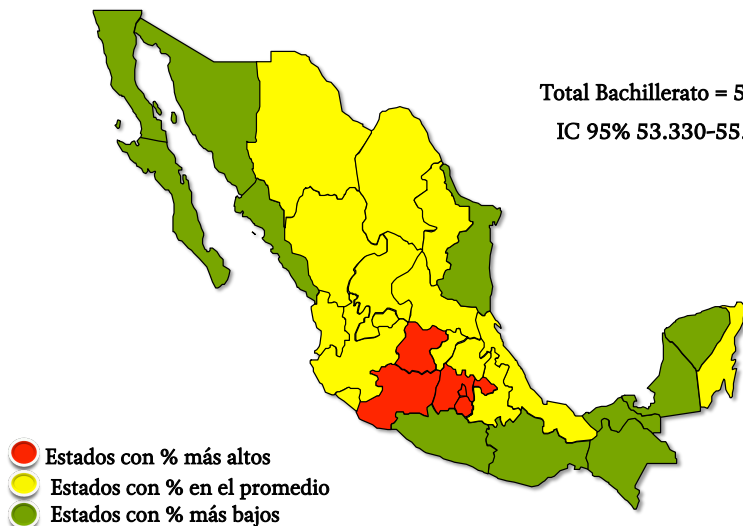 Total Bachillerato = 5
IC 95% 53.330-55.
Estados con % más altos
Estados con % en el promedio
Estados con % más bajos